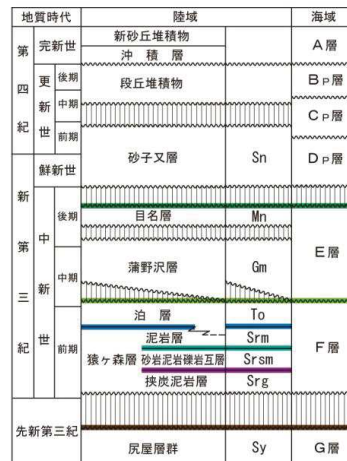 地質時代 陸域 海域
第四紀 完新世 新砂丘堆積物 A層
沖積層
更新世 後期 段丘堆積物 BP層
中期 CP層
前期 砂子又層 Sn DP層
新第三紀 鮮新世
中新世 後期 目名層 Mn E層
中期 蒲野沢層 Gm
前期 泊層 To F層
泥岩層 Srm
猿ヶ森層 砂岩泥岩礫岩互層 Srsm
挟炭泥岩層 Srg
先新第三紀 尻屋層群 Sy G層